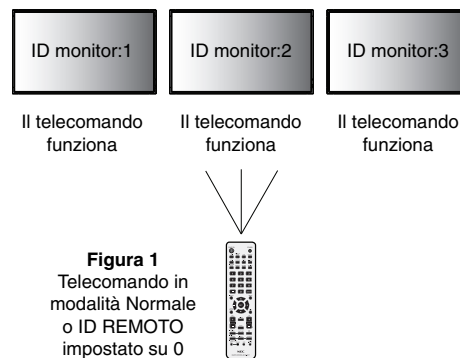 ID monitor:1
ID monitor:2
ID monitor:3
Il telecomando
funziona
Il telecomando
funziona
Il telecomando
funziona
Figura 1
Telecomando in
modalità Normale
o ID REMOTO
impostato su 0
NEC